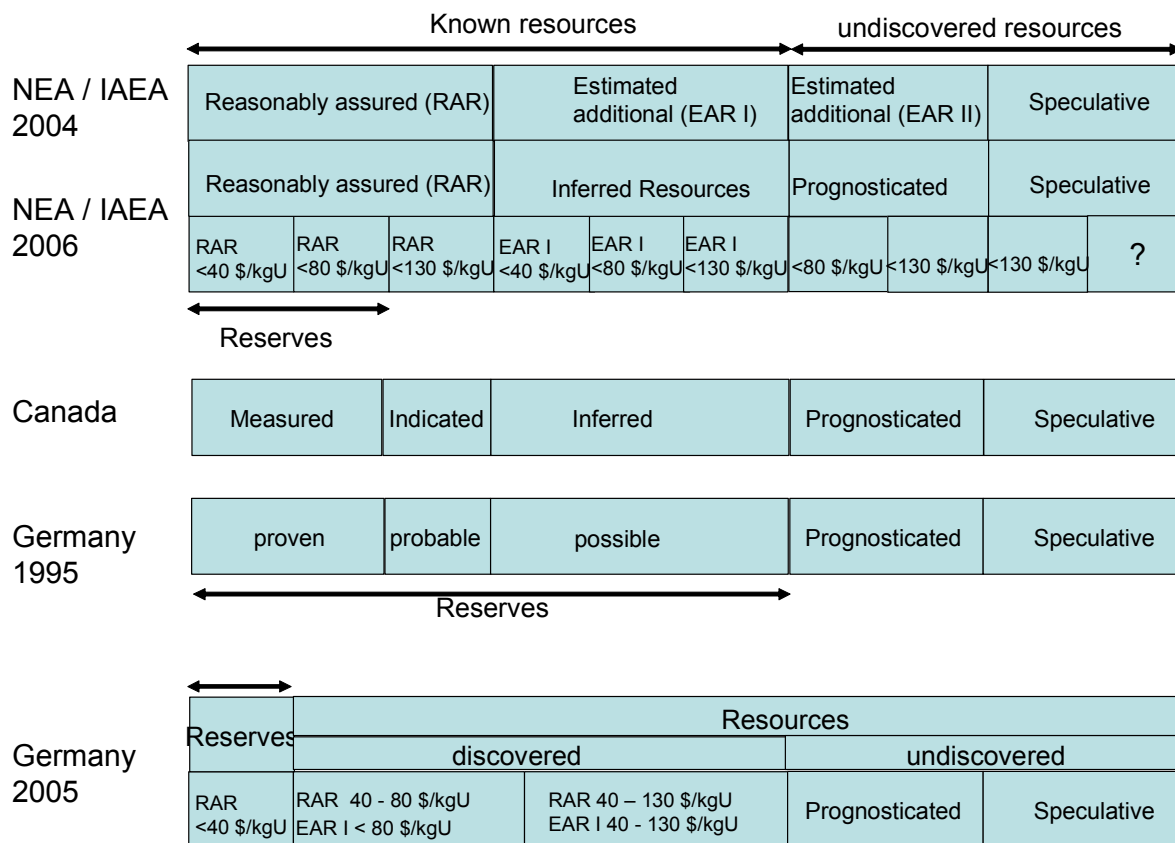 Known resources
undiscovered resources
NEA / IAEA
2004
Reasonably assured (RAR)
Estimated
additional (EAR I)
Estimated
additional (EAR II)
Speculative
NEA / IAEA
2006
Reasonably assured (RAR)
Inferred Resources
Prognosticated
Speculative
RAR
<40 $/kgU
RAR
<80 $/kgU
RAR
<130 $/kgU
EAR I
<40 $/kgU
EAR I
<80 $/kgU
EAR I
<130 $/kgU
<80 $/kgU
<130 $/kgU
<130 $/kgU
?
Reserves
Canada
Measured
Indicated
Inferred
Prognosticated
Speculative
Germany
1995
proven
probable
possible
Prognosticated
Speculative
Reserves
Germany
2005
Reserves
Resources
discovered
undiscovered
RAR
<40 $/kgU
RAR 40 - 80 $/kgU
EAR I < 80 $/kgU
RAR 40 – 130 $/kgU
EAR I 40 - 130 $/kgU
Prognosticated
Speculative